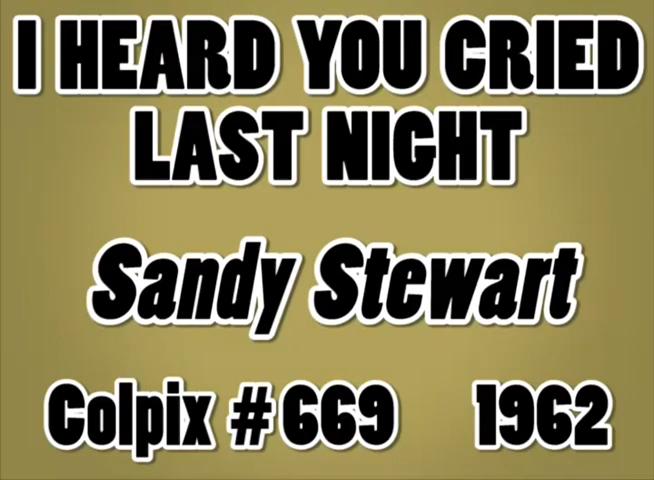 I HEARD YOU CRIED
LAST NIGHT
Sandy Stewart
Colpix # 669 1962